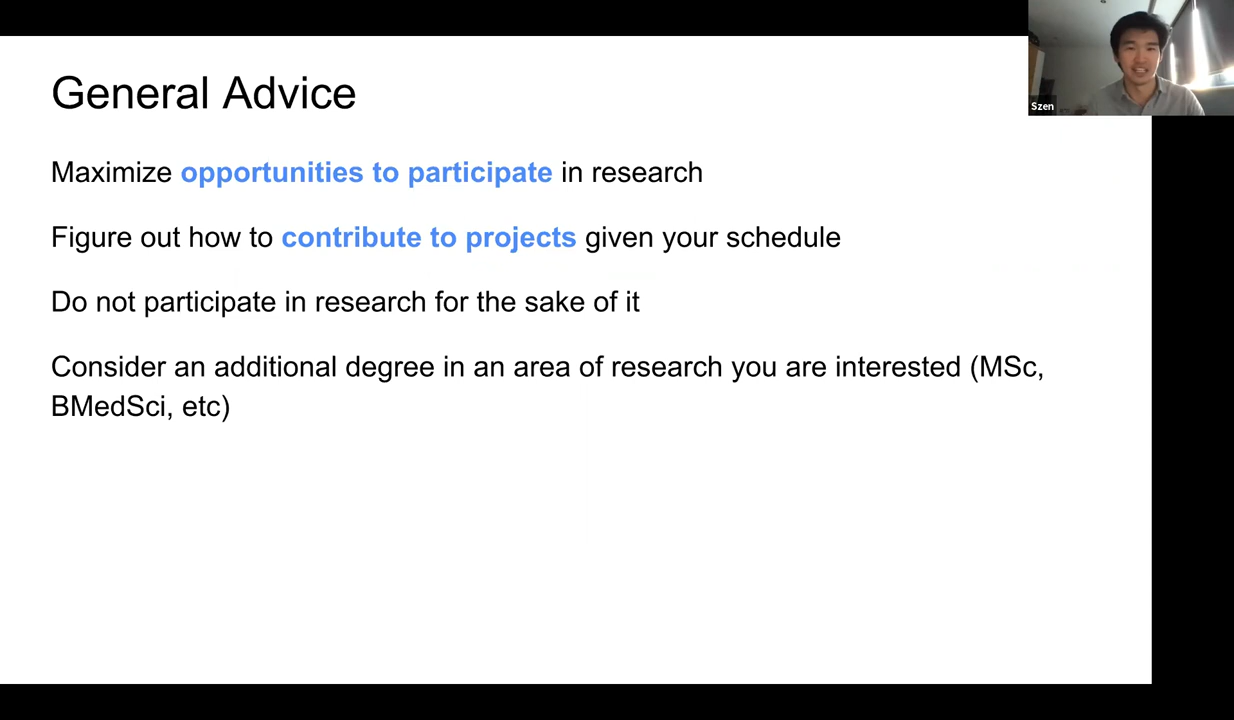 General Advice
Szen
Maximize opportunities to participate in research
Figure out how to contribute to projects given your schedule
Do not participate in research for the sake of it
Consider an additional degree in an area of research you are interested (MSc,
BMedSci, etc)